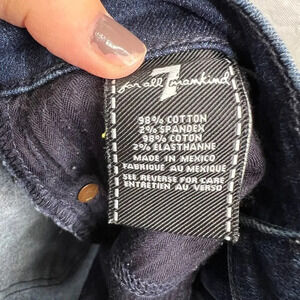 7
for all mankind
98% COTTON
2% SPANDEX
98% COTON
2% ELASTHANNE
MADE IN MEXICO
FABRIQUÉ AU MEXIQUE
SEE REVERSE FOR CARE
ENTRETIEN AU VERSO